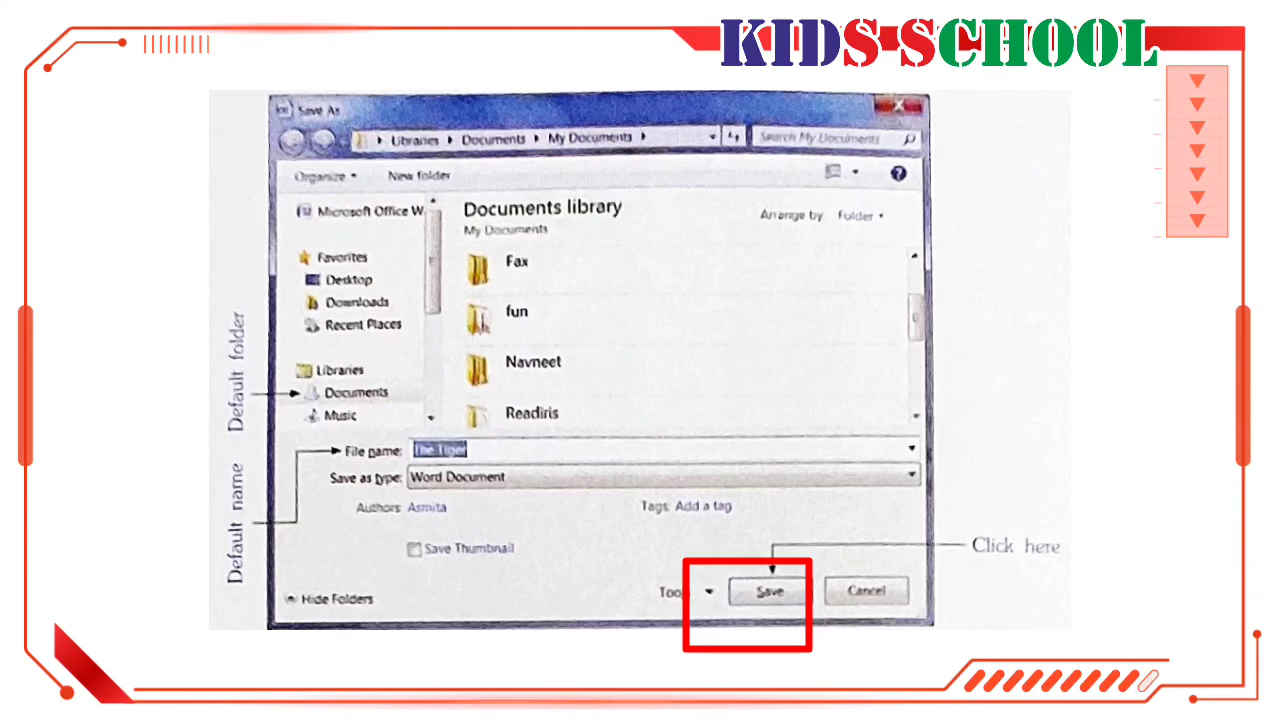 KIDS SCHOOL
Save As
Libraries Documents My Documents Search My Documents
Organize New folder
Microsoft Office W
Documents library
My Documents
Arrange by Folder
Favorites
Desktop
Downloads
Recent Places
Libraries
Documents
Music
Fax
fun
Navneet
Readiris
Default folder
Default name
File name: The Tiger
Save as type: Word Document
Authors: Asmita Tags: Add a tag
Save Thumbnail
Click here
Hide Folders Save Cancel